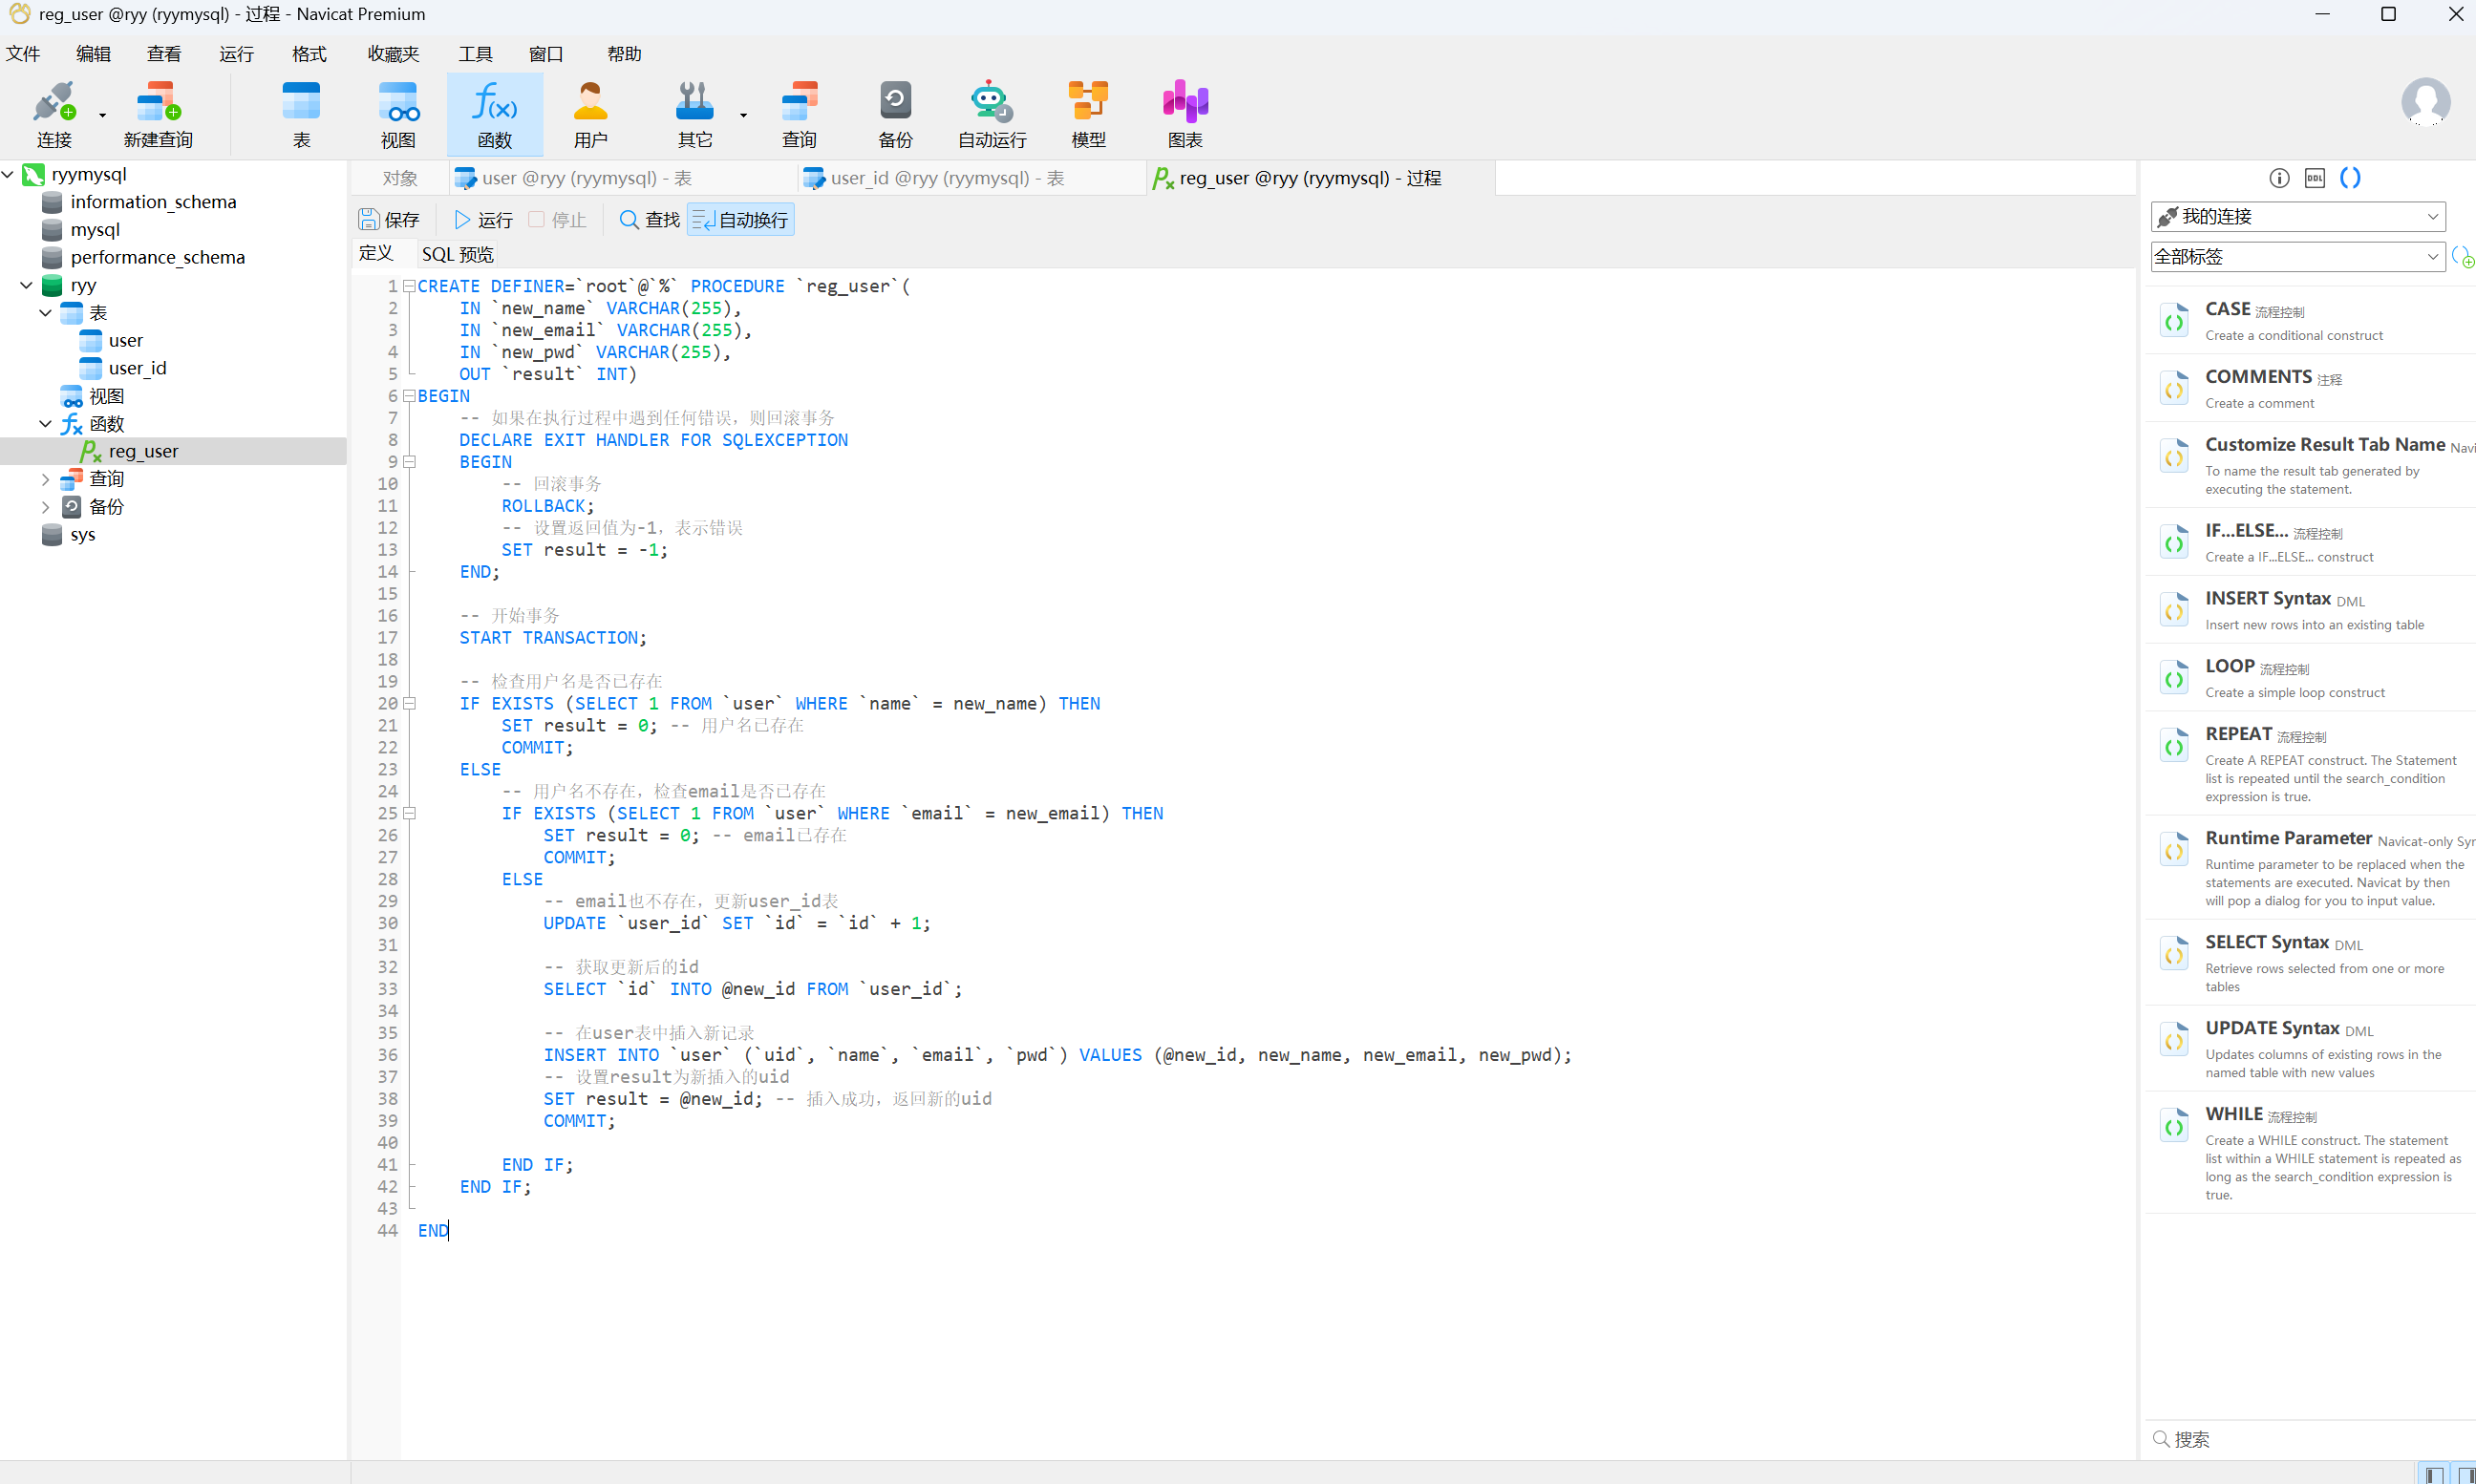 reg_user @ryy (ryymysql) - 过程 - Navicat Premium
文件 编辑 查看 运行 格式 收藏夹 工具 窗口 帮助
连接 新建查询 表 视图 函数 用户 其它 查询 备份 自动运行 模型 图表
ryymysql
information_schema
mysql
performance_schema
ryy
表
user
user_id
视图
函数
reg_user
查询
备份
sys
对象 user @ryy (ryymysql) - 表 user_id @ryy (ryymysql) - 表 reg_user @ryy (ryymysql) - 过程
保存 运行 停止 查找 自动换行
定义 SQL 预览
1 CREATE DEFINER=`root`@`%` PROCEDURE `reg_user`(
2 IN `new_name` VARCHAR(255),
3 IN `new_email` VARCHAR(255),
4 IN `new_pwd` VARCHAR(255),
5 OUT `result` INT)
6 BEGIN
7 -- 如果在执行过程中遇到任何错误，则回滚事务
8 DECLARE EXIT HANDLER FOR SQLEXCEPTION
9 BEGIN
10 -- 回滚事务
11 ROLLBACK;
12 -- 设置返回值为-1，表示错误
13 SET result = -1;
14 END;
15
16 -- 开始事务
17 START TRANSACTION;
18
19 -- 检查用户名是否已存在
20 IF EXISTS (SELECT 1 FROM `user` WHERE `name` = new_name) THEN
21 SET result = 0; -- 用户名已存在
22 COMMIT;
23 ELSE
24 -- 用户名不存在，检查email是否已存在
25 IF EXISTS (SELECT 1 FROM `user` WHERE `email` = new_email) THEN
26 SET result = 0; -- email已存在
27 COMMIT;
28 ELSE
29 -- email也不存在，更新user_id表
30 UPDATE `user_id` SET `id` = `id` + 1;
31
32 -- 获取更新后的id
33 SELECT `id` INTO @new_id FROM `user_id`;
34
35 -- 在user表中插入新记录
36 INSERT INTO `user` (`uid`, `name`, `email`, `pwd`) VALUES (@new_id, new_name, new_email, new_pwd);
37 -- 设置result为新插入的uid
38 SET result = @new_id; -- 插入成功，返回新的uid
39 COMMIT;
40
41 END IF;
42 END IF;
43
44 END
DDL
我的连接
全部标签
CASE 流程控制
Create a conditional construct
COMMENTS 注释
Create a comment
Customize Result Tab Name Navi
To name the result tab generated by
executing the statement.
IF...ELSE... 流程控制
Create a IF...ELSE... construct
INSERT Syntax DML
Insert new rows into an existing table
LOOP 流程控制
Create a simple loop construct
REPEAT 流程控制
Create A REPEAT construct. The Statement
list is repeated until the search_condition
expression is true.
Runtime Parameter Navicat-only Syn
Runtime parameter to be replaced when the
statements are executed. Navicat by then
will pop a dialog for you to input value.
SELECT Syntax DML
Retrieve rows selected from one or more
tables
UPDATE Syntax DML
Updates columns of existing rows in the
named table with new values
WHILE 流程控制
Create a WHILE construct. The statement
list within a WHILE statement is repeated as
long as the search_condition expression is
true.
搜索